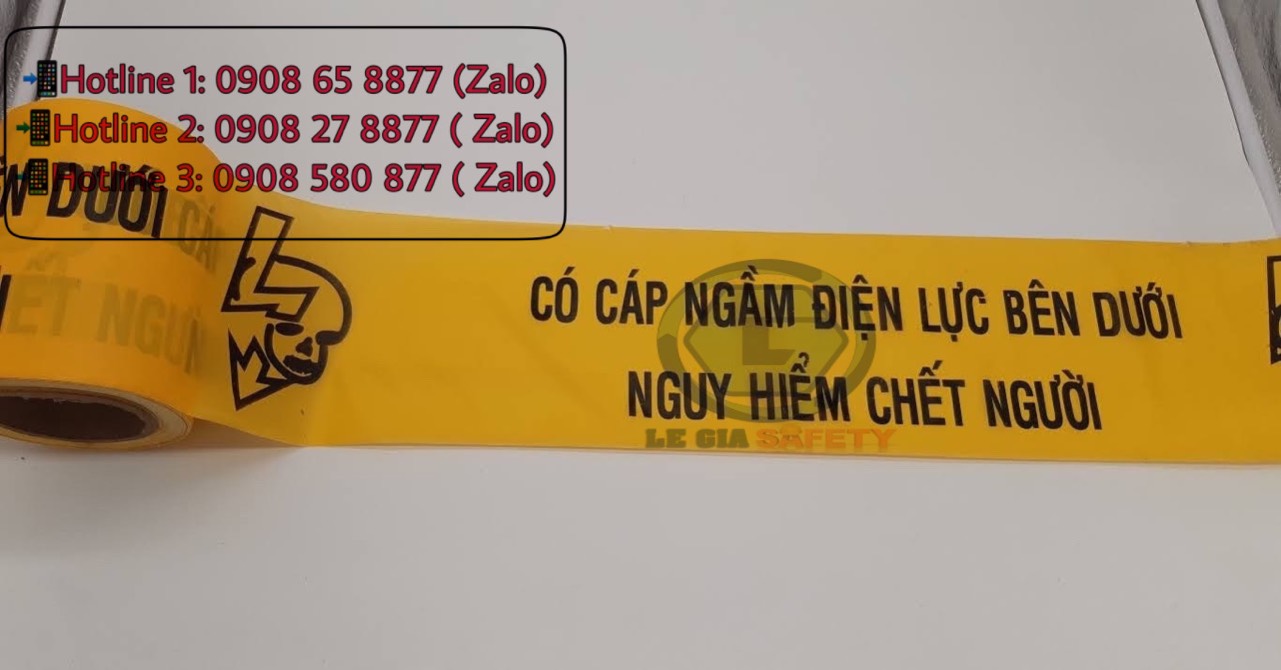 Hotline 1: 0908 65 8877 (Zalo)
Hotline 2: 0908 27 8877 ( Zalo)
Hotline 3: 0908 580 877 ( Zalo)
DƯỚI
CÓ CÁP NGẦM ĐIỆN LỰC BÊN DƯỚI
NGUY HIỂM CHẾT NGƯỜI
L
LE GIA SAFETY